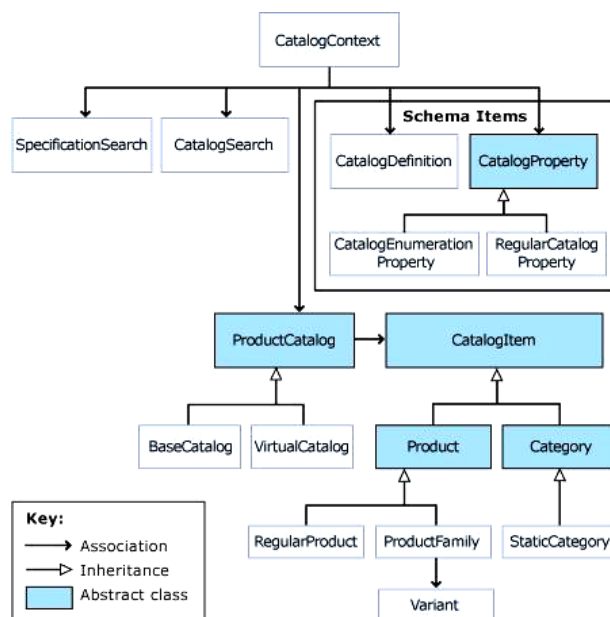 CatalogContext
Schema Items
SpecificationSearch
CatalogSearch
CatalogDefinition
CatalogProperty
CatalogEnumeration
Property
RegularCatalog
Property
ProductCatalog
CatalogItem
BaseCatalog
VirtualCatalog
Product
Category
Key:
Association
Inheritance
Abstract class
RegularProduct
ProductFamily
StaticCategory
Variant